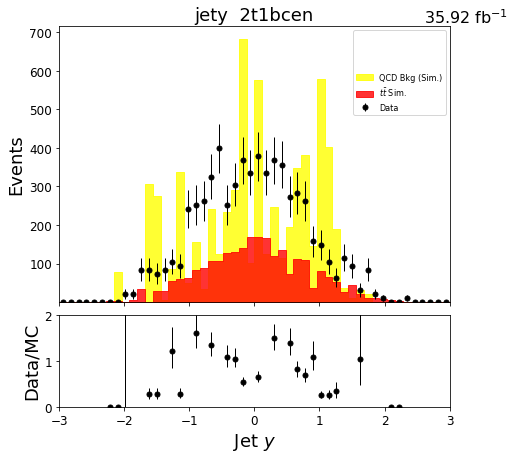 jety 2t1bcen
35.92 fb⁻¹
Events
700
600
500
400
300
200
100
QCD Bkg (Sim.)
tt̄ Sim.
Data
Data/MC
2
1
0
−3 −2 −1 0 1 2 3
Jet y